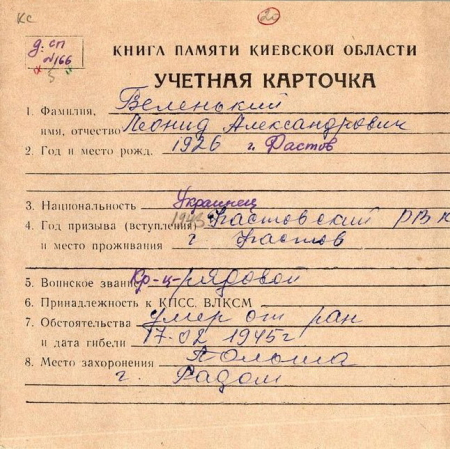 КС
20
д. сп
№166
5
КНИГА ПАМЯТИ КИЕВСКОЙ ОБЛАСТИ
УЧЕТНАЯ КАРТОЧКА
1. Фамилия, Веленький
имя, отчество Леонид Александрович
2. Год и место рожд. 1926 г. Фастов
3. Национальность Украинец
4. Год призыва (вступления) 1943 Фастовский РВК
и место проживания г. Фастов
5. Воинское звание Кр-ц-рядовой
6. Принадлежность к КПСС. ВЛКСМ
7. Обстоятельства умер от ран
и дата гибели 17.02 1945г
8. Место захоронения Польша
г. Радом